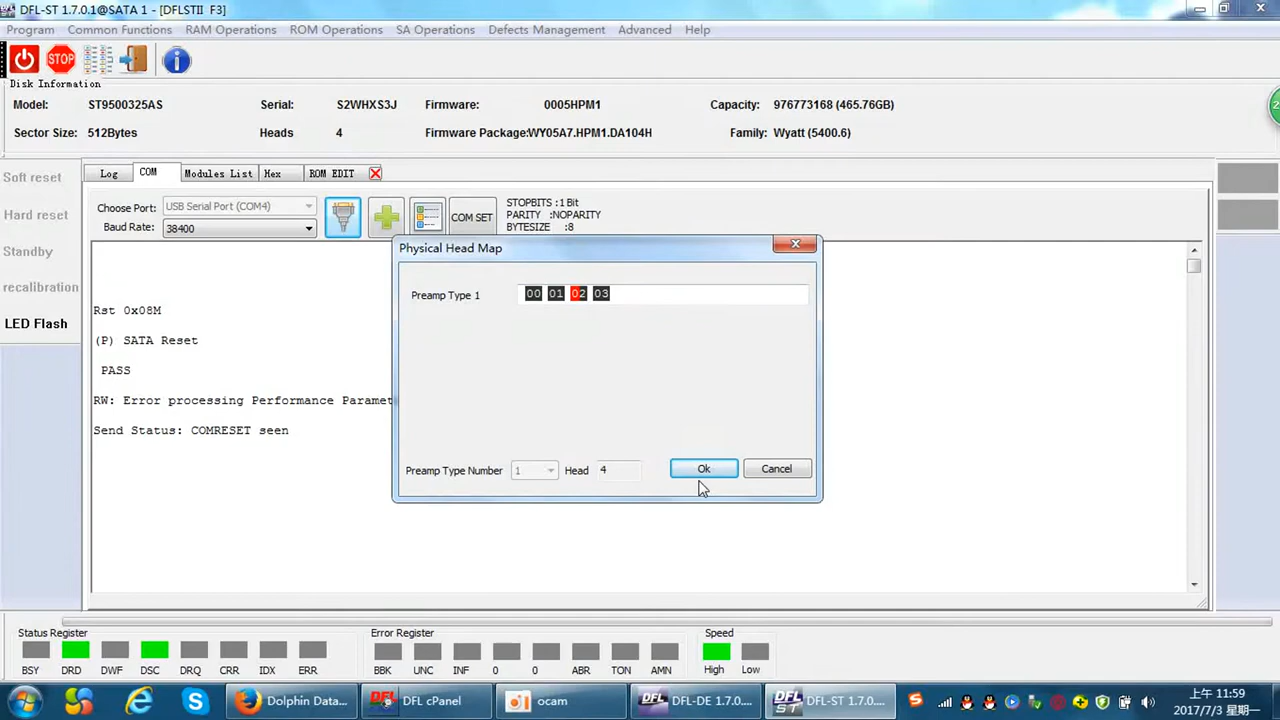 DFL-ST 1.7.0.1@SATA 1 - [DFLSTII F3]
Program Common Functions RAM Operations ROM Operations SA Operations Defects Management Advanced Help
STOP
Disk Information
Model: ST9500325AS Serial: S2WHXS3J Firmware: 0005HPM1 Capacity: 976773168 (465.76GB)
Sector Size: 512Bytes Heads 4 Firmware Package:WY05A7.HPM1.DA104H Family: Wyatt (5400.6)
Log COM Modules List Hex ROM EDIT
Soft reset
Hard reset
Standby
recalibration
LED Flash
Choose Port: USB Serial Port (COM4)
Baud Rate: 38400
COM SET
STOPBITS :1 Bit
PARITY :NOPARITY
BYTESIZE :8
Rst 0x08M
(P) SATA Reset
PASS
RW: Error processing Performance Paramet
Send Status: COMRESET seen
Physical Head Map
Preamp Type 1 00 01 02 03
Preamp Type Number 1 Head 4 Ok Cancel
Status Register Error Register Speed
BSY DRD DWF DSC DRQ CRR IDX ERR BBK UNC INF 0 0 ABR TON AMN High Low
Dolphin Data... DFL cPanel ocam DFL-DE 1.7.0.... DFL-ST 1.7.0....
上午 11:59
2017/7/3 星期一